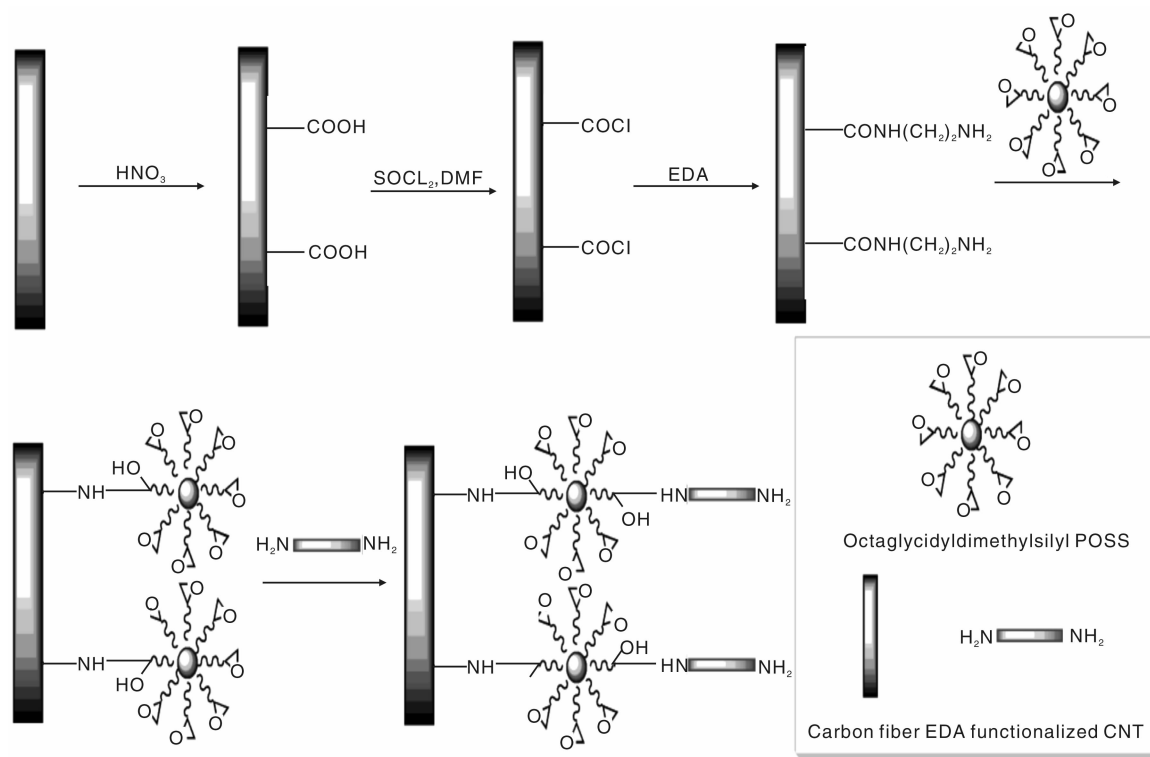 O O O
O O
O O
O
HNO₃
COOH
COOH
SOCL₂,DMF
COCl
COCl
EDA
CONH(CH₂)₂NH₂
CONH(CH₂)₂NH₂
HO
NH
O O O
O
O O
O
H₂N NH₂
O O O
O
O O
O
NH
HO
NH
HO
O O O
O O
O
OH
HN NH₂
NH
O O O
O O
O
OH
HN NH₂
O O O
O O
O O
O
Octaglycidyldimethylsilyl POSS
H₂N NH₂
Carbon fiber EDA functionalized CNT